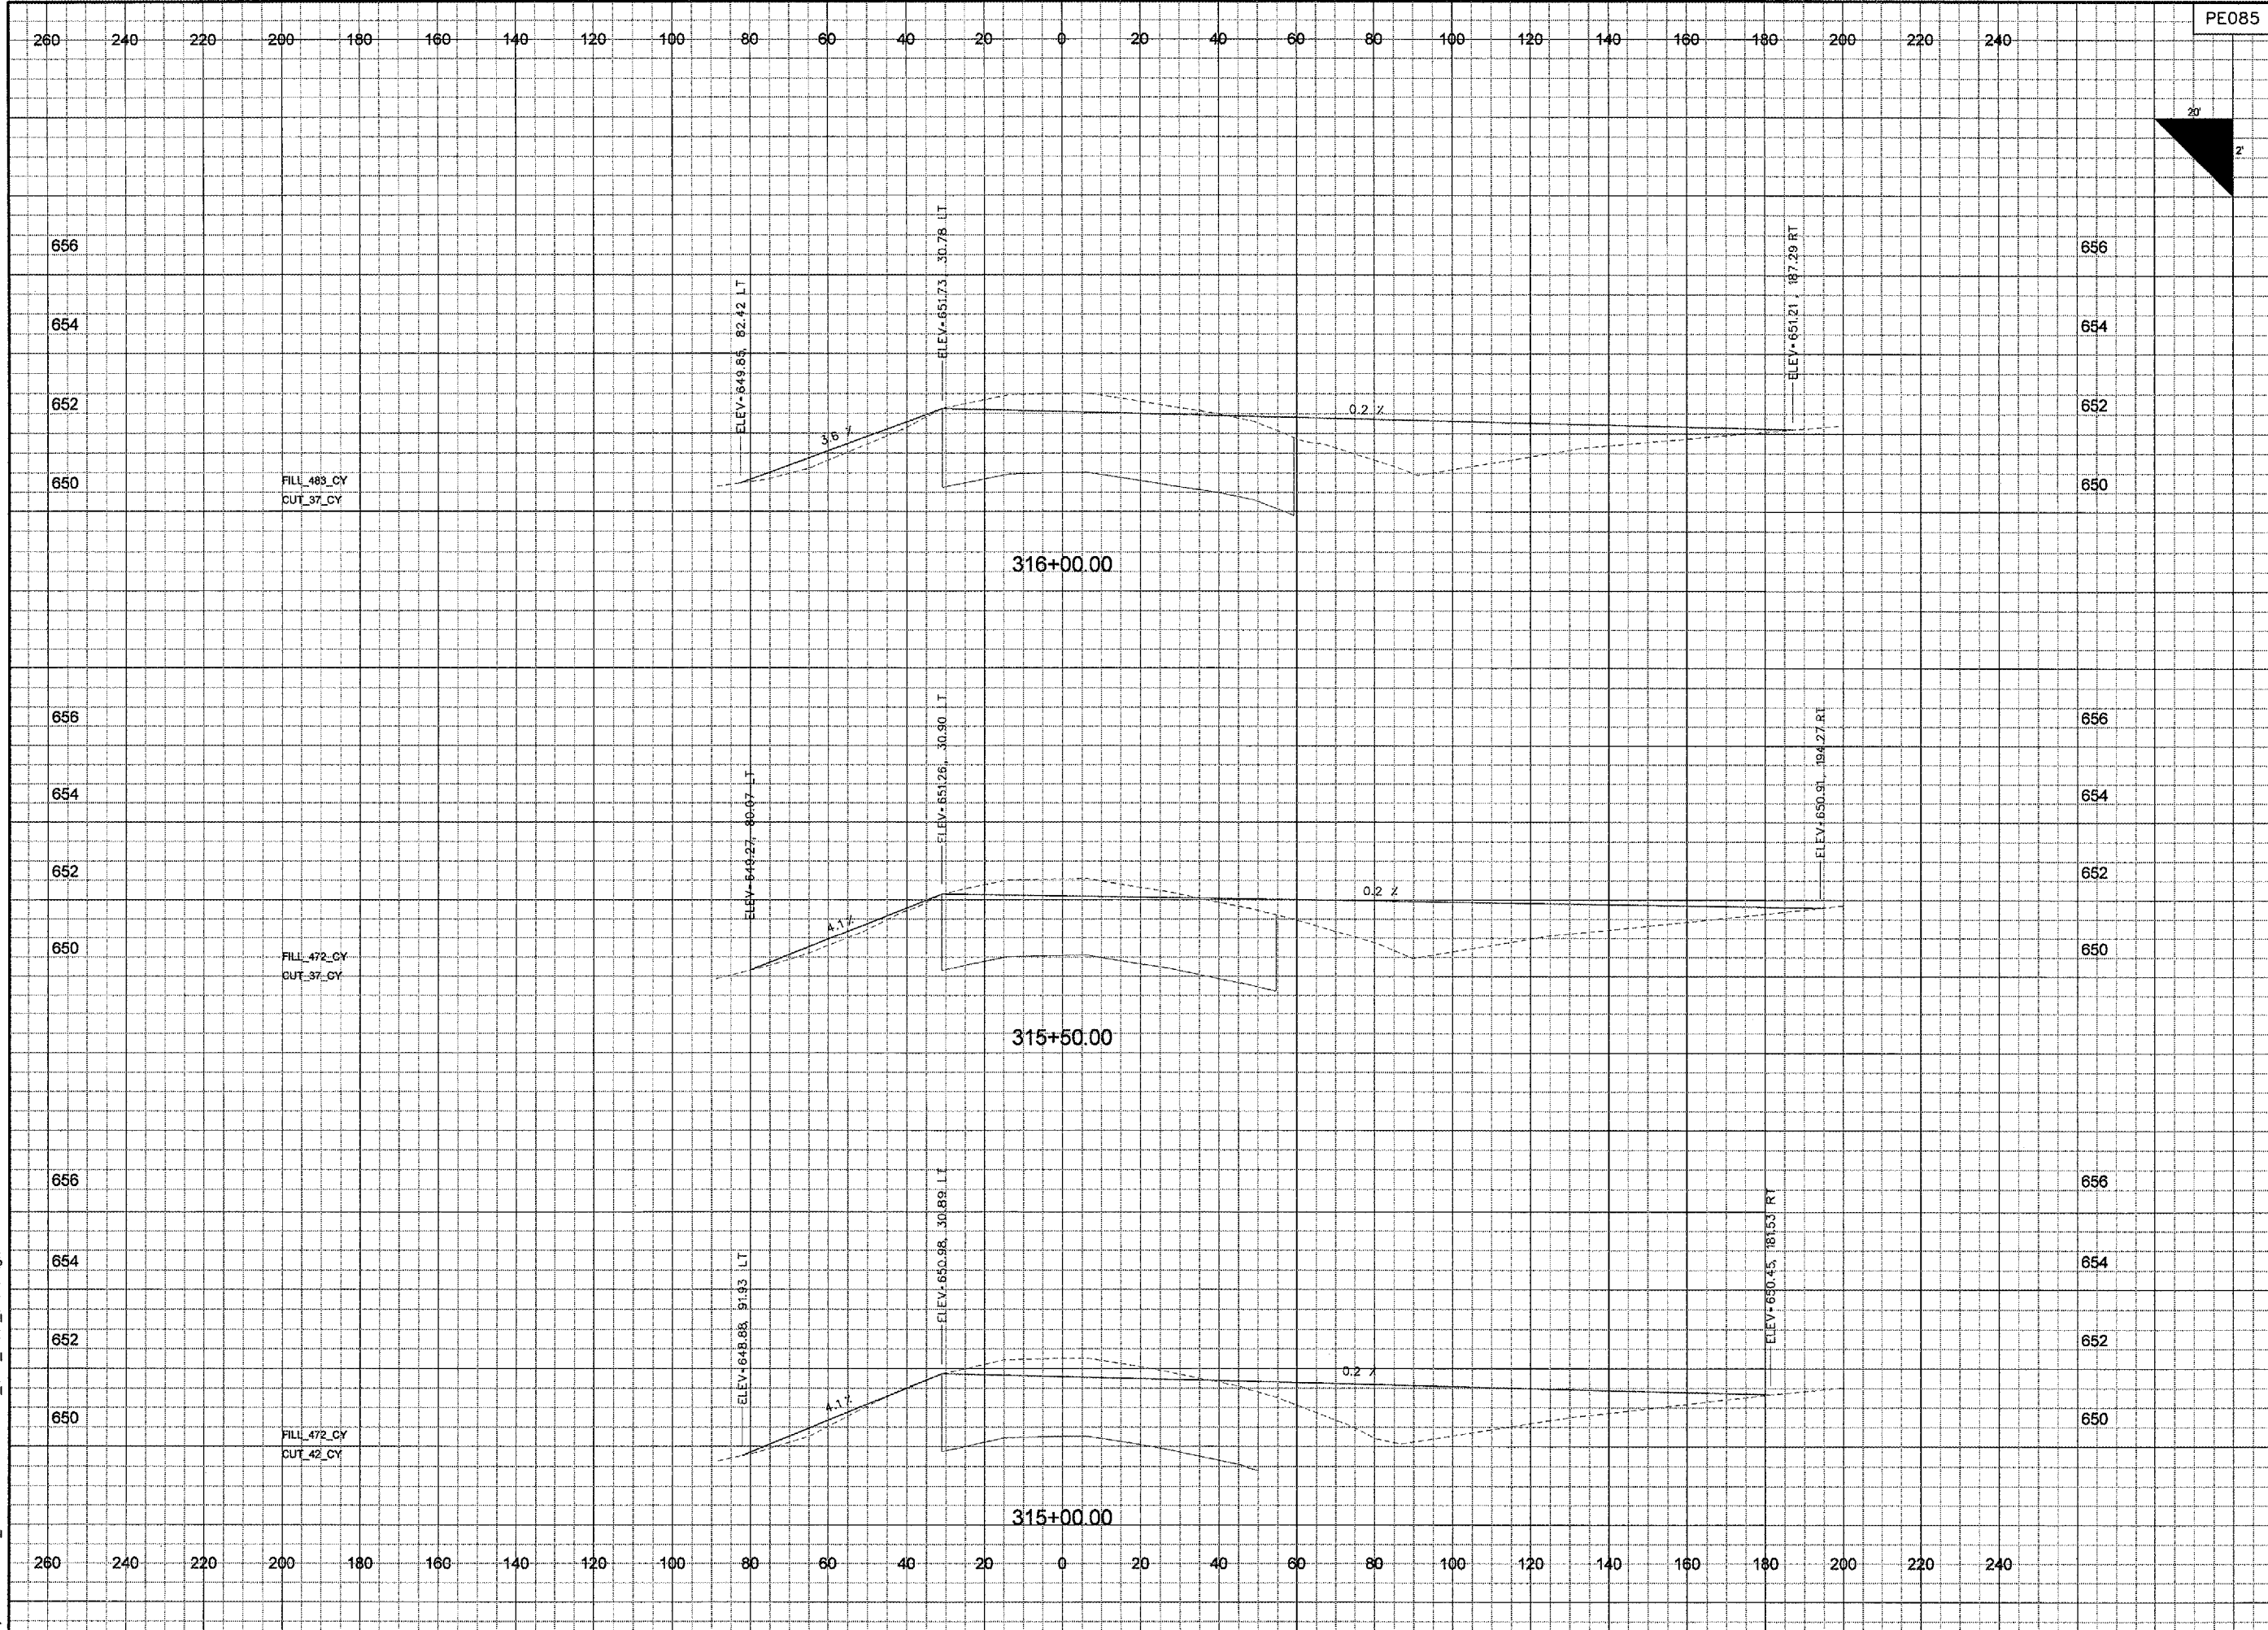 PE085
260 240 220 200 180 160 140 120 100 80 60 40 20 0 20 40 60 80 100 120 140 160 180 200 220 240
20'
2'
656 656
654 654
652 652
650 650
ELEV=649.85, 82.42 LT
ELEV=651.73, 30.78 LT
ELEV=651.21, 187.29 RT
3.6 %
0.2 %
FILL_483_CY
CUT_37_CY
316+00.00
656 656
654 654
652 652
650 650
ELEV=649.27, 80.07 LT
ELEV=651.26, 30.90 LT
ELEV=650.91, 194.27 RT
4.1 %
0.2 %
FILL_472_CY
CUT_37_CY
315+50.00
656 656
654 654
652 652
650 650
ELEV=648.88, 91.93 LT
ELEV=650.98, 30.89 LT
ELEV=650.45, 181.53 RT
4.1 %
0.2 %
FILL_472_CY
CUT_42_CY
315+00.00
260 240 220 200 180 160 140 120 100 80 60 40 20 0 20 40 60 80 100 120 140 160 180 200 220 240